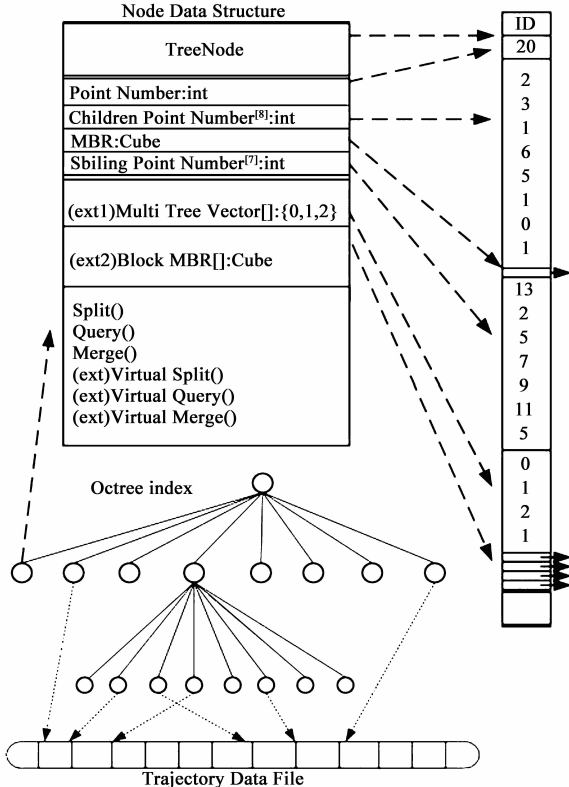 Node Data Structure
TreeNode
Point Number:int
Children Point Number[8]:int
MBR:Cube
Sbiling Point Number[7]:int
(ext1)Multi Tree Vector[]:{0,1,2}
(ext2)Block MBR[]:Cube
Split()
Query()
Merge()
(ext)Virtual Split()
(ext)Virtual Query()
(ext)Virtual Merge()
ID
20
2
3
1
6
5
1
0
1
13
2
5
7
9
11
5
0
1
2
1
Octree index
Trajectory Data File